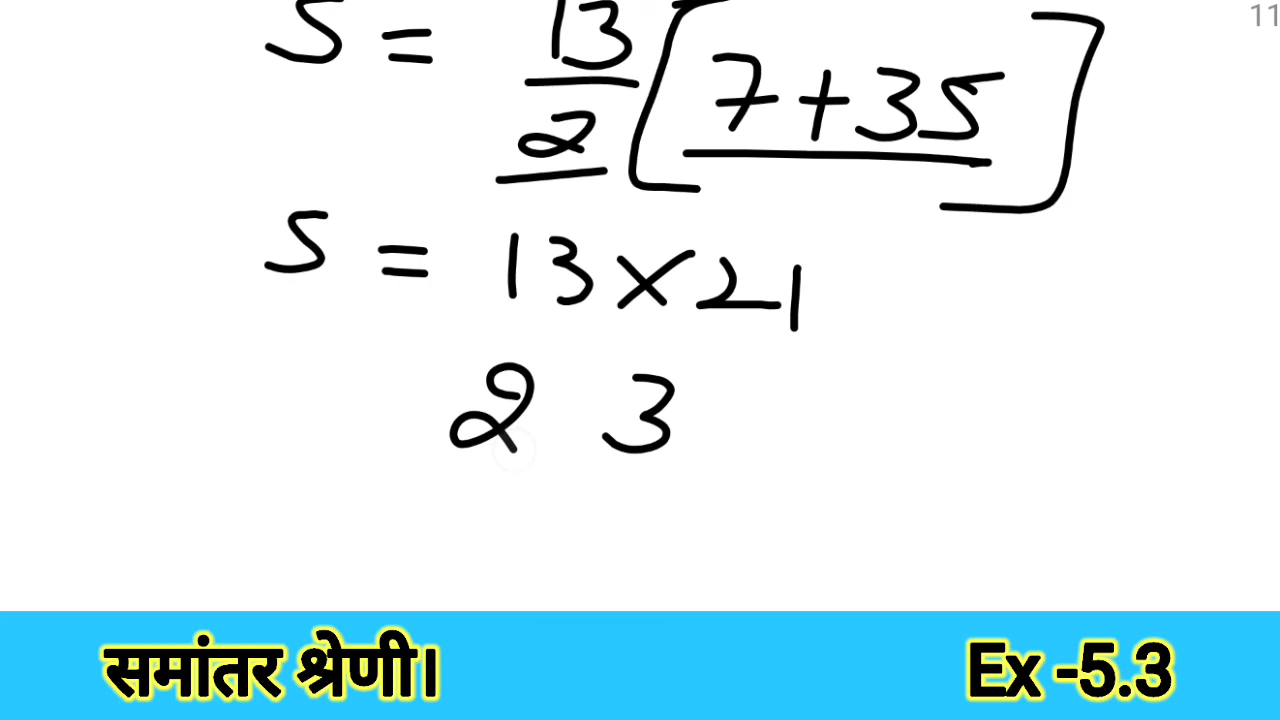 11
S = 13/2 [7+35]
S = 13×21
2 3
समांतर श्रेणी। Ex -5.3